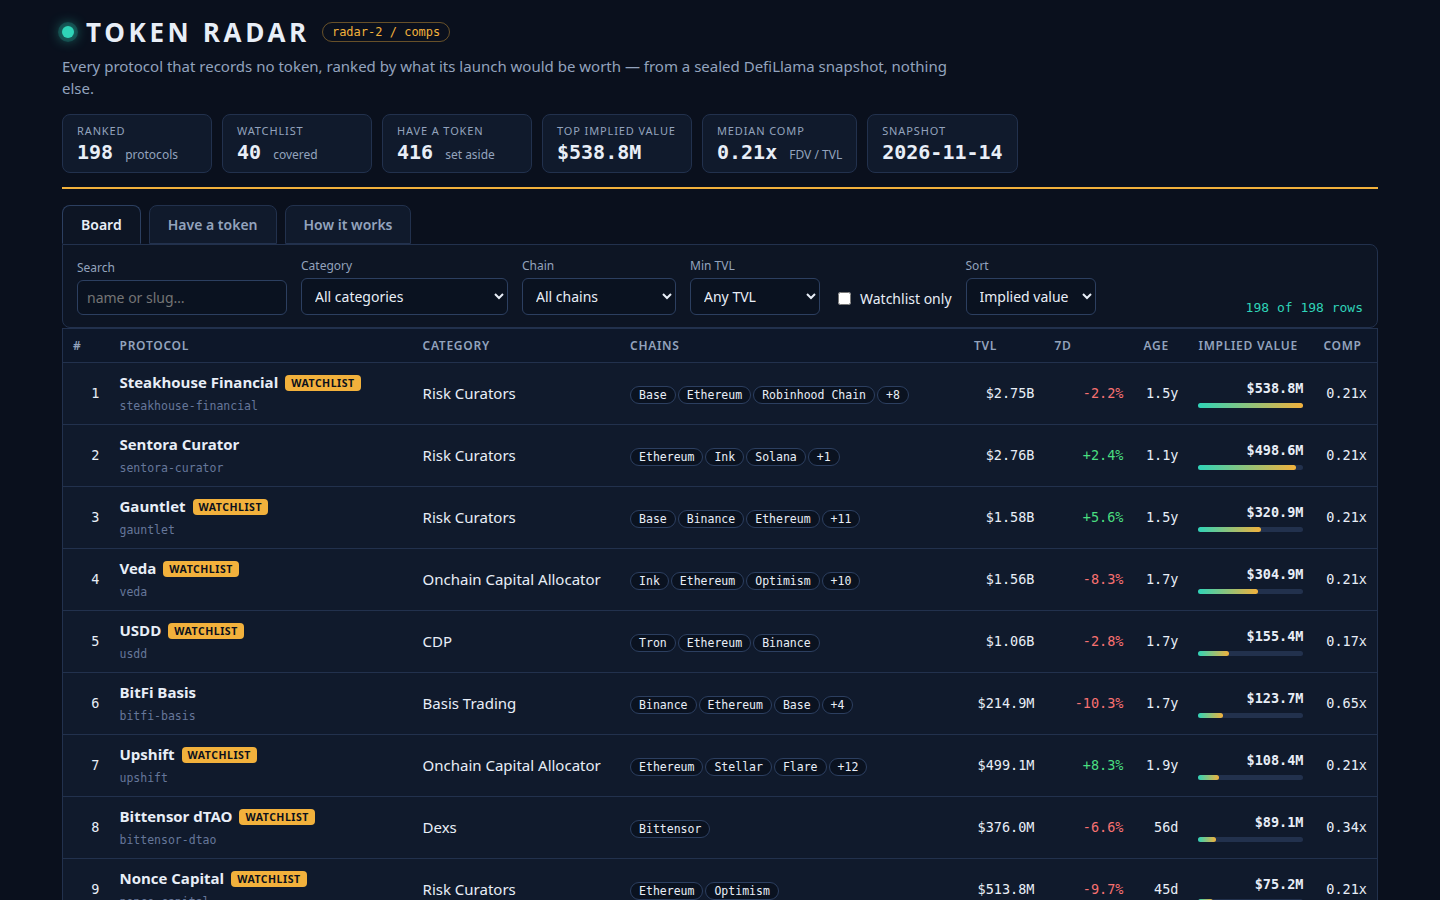 TOKEN RADAR radar-2 / comps
Every protocol that records no token, ranked by what its launch would be worth — from a sealed DefiLlama snapshot, nothing
else.
RANKED
198 protocols
WATCHLIST
40 covered
HAVE A TOKEN
416 set aside
TOP IMPLIED VALUE
$538.8M
MEDIAN COMP
0.21x FDV / TVL
SNAPSHOT
2026-11-14
Board Have a token How it works
Search Category Chain Min TVL Sort
name or slug... All categories All chains Any TVL Watchlist only Implied value 198 of 198 rows
# PROTOCOL CATEGORY CHAINS TVL 7D AGE IMPLIED VALUE COMP
1 Steakhouse Financial WATCHLIST Risk Curators Base Ethereum Robinhood Chain +8 $2.75B -2.2% 1.5y $538.8M 0.21x
steakhouse-financial
2 Sentora Curator Risk Curators Ethereum Ink Solana +1 $2.76B +2.4% 1.1y $498.6M 0.21x
sentora-curator
3 Gauntlet WATCHLIST Risk Curators Base Binance Ethereum +11 $1.58B +5.6% 1.5y $320.9M 0.21x
gauntlet
4 Veda WATCHLIST Onchain Capital Allocator Ink Ethereum Optimism +10 $1.56B -8.3% 1.7y $304.9M 0.21x
veda
5 USDD WATCHLIST CDP Tron Ethereum Binance $1.06B -2.8% 1.7y $155.4M 0.17x
usdd
6 BitFi Basis Basis Trading Binance Ethereum Base +4 $214.9M -10.3% 1.7y $123.7M 0.65x
bitfi-basis
7 Upshift WATCHLIST Onchain Capital Allocator Ethereum Stellar Flare +12 $499.1M +8.3% 1.9y $108.4M 0.21x
upshift
8 Bittensor dTAO WATCHLIST Dexs Bittensor $376.0M -6.6% 56d $89.1M 0.34x
bittensor-dtao
9 Nonce Capital WATCHLIST Risk Curators Ethereum Optimism $513.8M -9.7% 45d $75.2M 0.21x